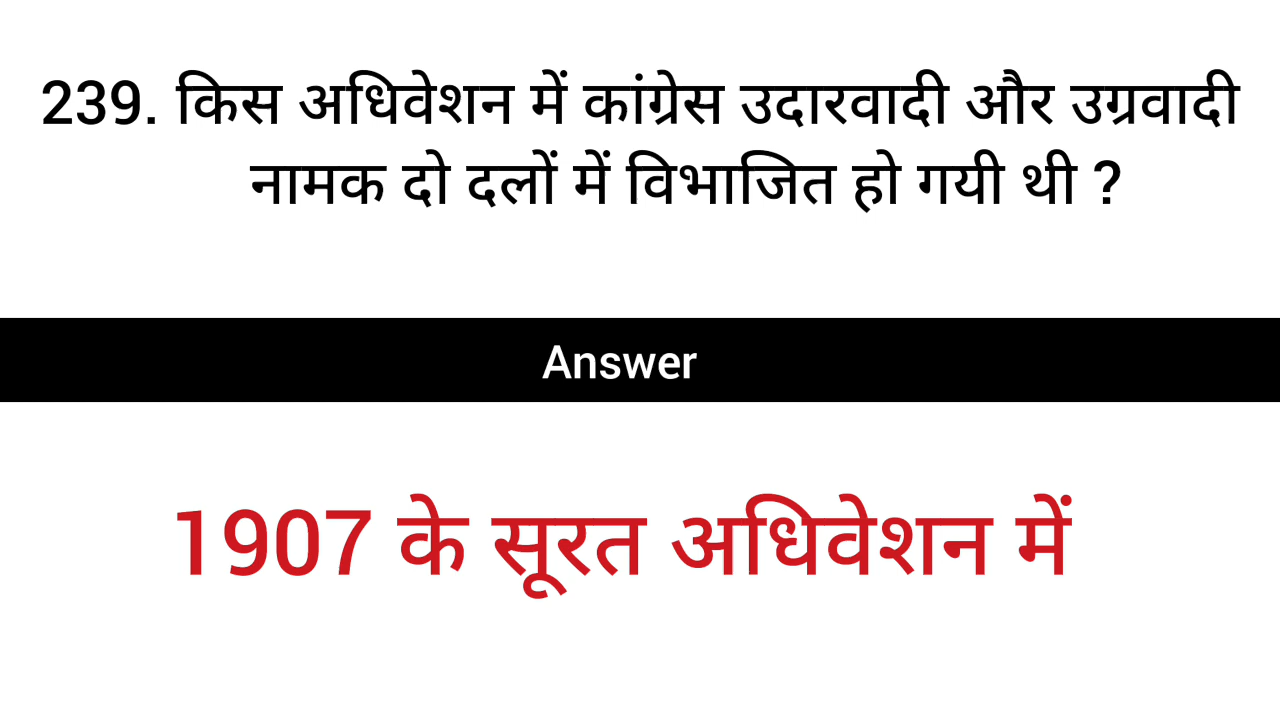 239. किस अधिवेशन में कांग्रेस उदारवादी और उग्रवादी
नामक दो दलों में विभाजित हो गयी थी ?
Answer
1907 के सूरत अधिवेशन में